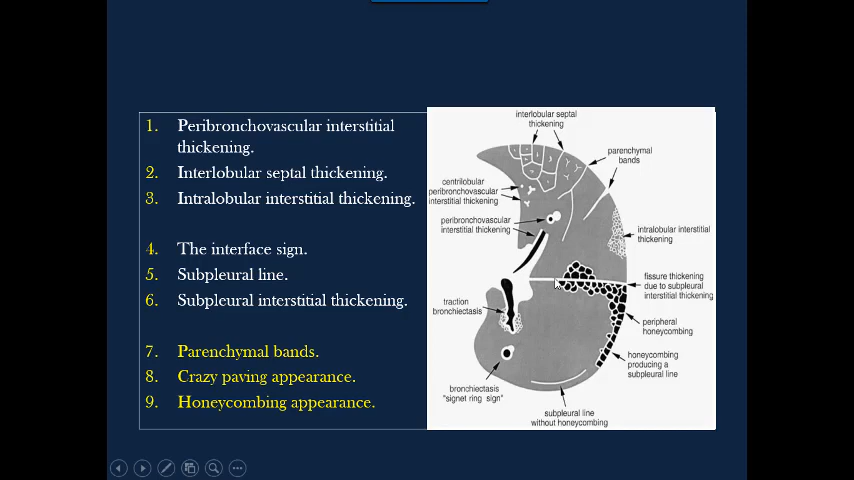 1. Peribronchovascular interstitial
thickening.
2. Interlobular septal thickening.
3. Intralobular interstitial thickening.
4. The interface sign.
5. Subpleural line.
6. Subpleural interstitial thickening.
7. Parenchymal bands.
8. Crazy paving appearance.
9. Honeycombing appearance.
interlobular septal
thickening
parenchymal
bands
centrilobular
peribronchovascular
interstitial thickening
peribronchovascular
interstitial thickening
intralobular interstitial
thickening
fissure thickening
due to subpleural
interstitial thickening
traction
bronchiectasis
peripheral
honeycombing
honeycombing
producing a
subpleural line
bronchiectasis
"signet ring sign"
subpleural line
without honeycombing